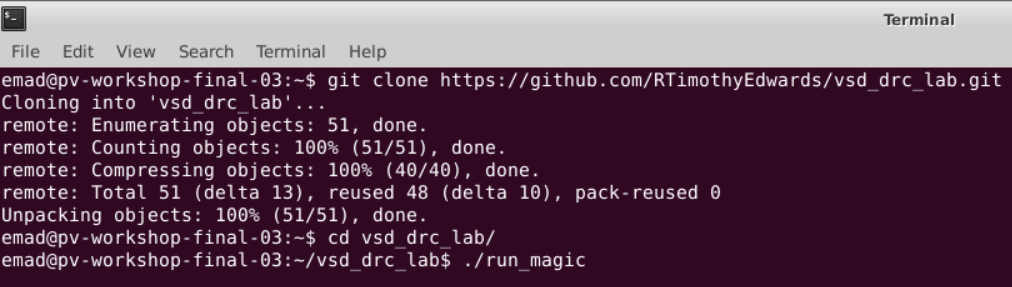 Terminal
File Edit View Search Terminal Help
emad@pv-workshop-final-03:~$ git clone https://github.com/RTimothyEdwards/vsd_drc_lab.git
Cloning into 'vsd_drc_lab'...
remote: Enumerating objects: 51, done.
remote: Counting objects: 100% (51/51), done.
remote: Compressing objects: 100% (40/40), done.
remote: Total 51 (delta 13), reused 48 (delta 10), pack-reused 0
Unpacking objects: 100% (51/51), done.
emad@pv-workshop-final-03:~$ cd vsd_drc_lab/
emad@pv-workshop-final-03:~/vsd_drc_lab$ ./run_magic